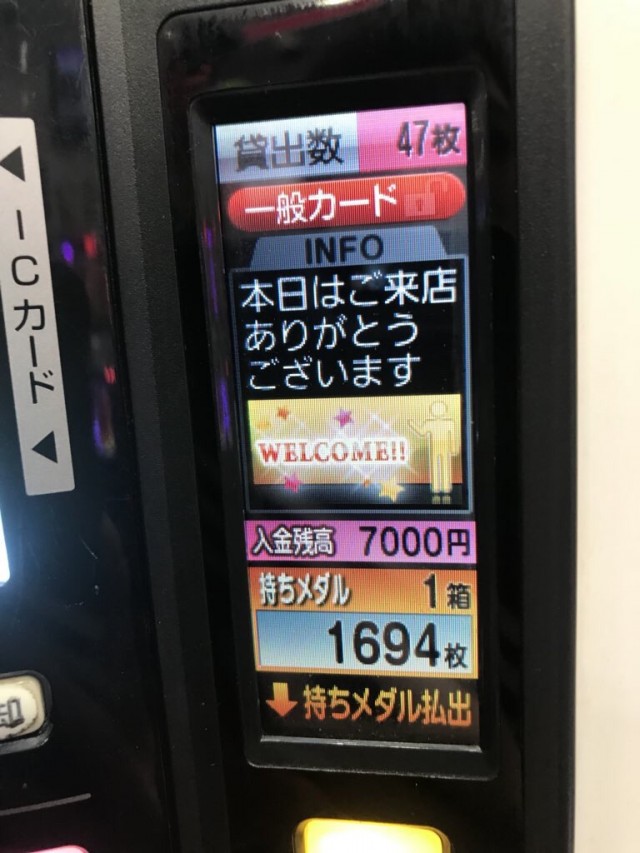 ◀ICカード◀
貸出数 47枚
一般カード
INFO
本日はご来店
ありがとう
ございます
WELCOME!!
入金残高 7000円
持ちメダル 1箱
1694枚
↓持ちメダル払出
却